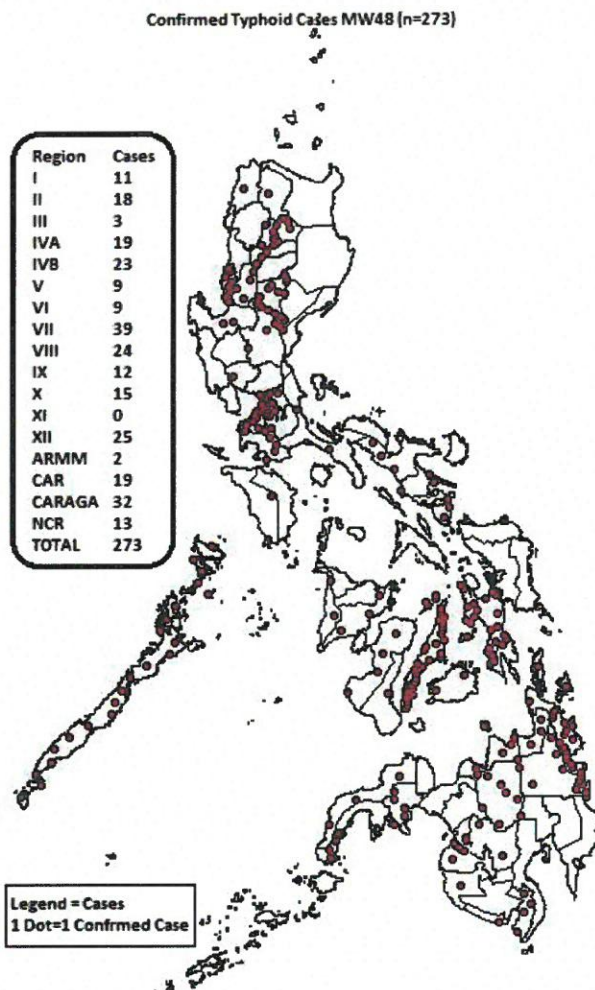 Confirmed Typhoid Cases MW48 (n=273)
Region Cases
I 11
II 18
III 3
IVA 19
IVB 23
V 9
VI 9
VII 39
VIII 24
IX 12
X 15
XI 0
XII 25
ARMM 2
CAR 19
CARAGA 32
NCR 13
TOTAL 273
Legend = Cases
1 Dot=1 Confrmed Case